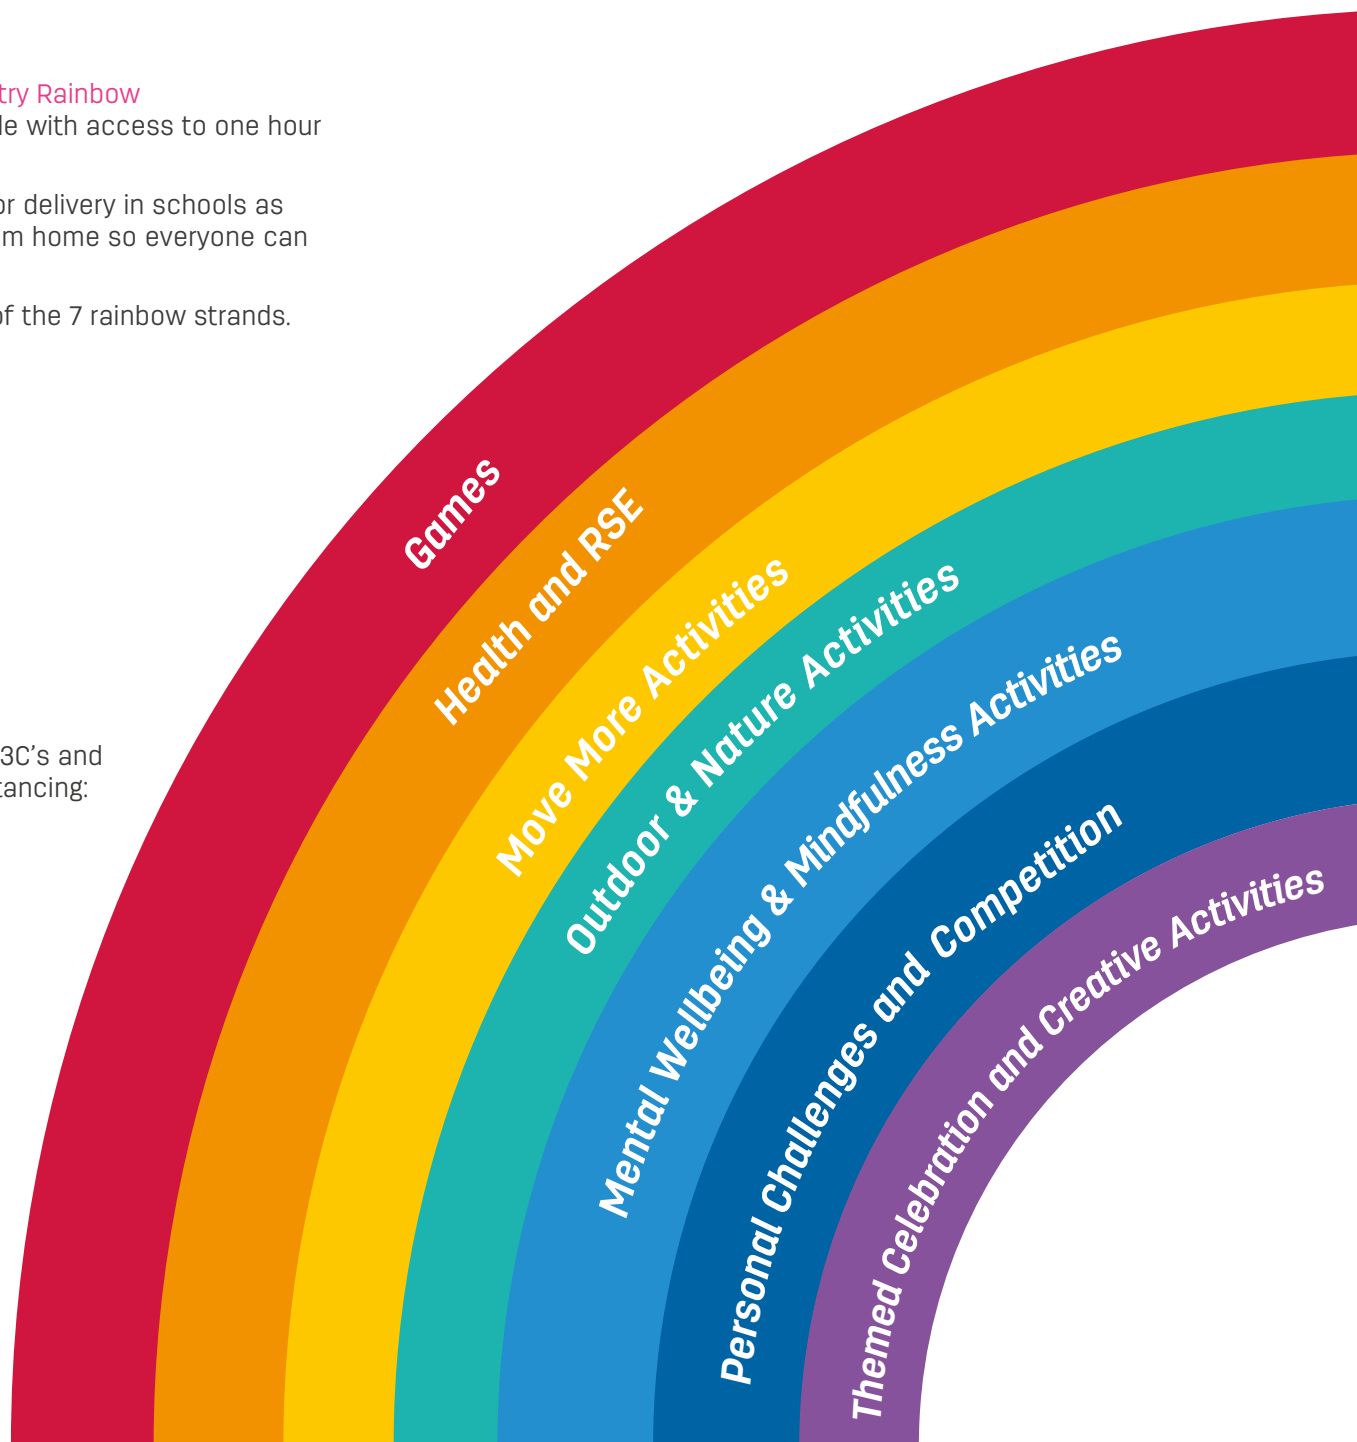 try Rainbow
le with access to one hour
or delivery in schools as
m home so everyone can
of the 7 rainbow strands.
3C’s and
tancing:
Games
Health and RSE
Move More Activities
Outdoor & Nature Activities
Mental Wellbeing & Mindfulness Activities
Personal Challenges and Competition
Themed Celebration and Creative Activities